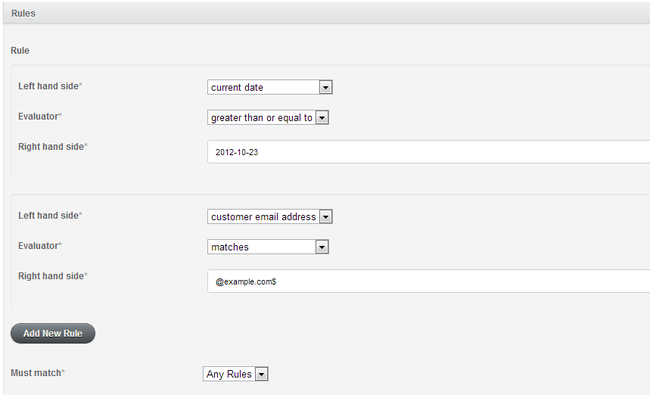 Rules
Rule
Left hand side* current date
Evaluator* greater than or equal to
Right hand side* 2012-10-23
Left hand side* customer email address
Evaluator* matches
Right hand side* @example.com$
Add New Rule
Must match* Any Rules